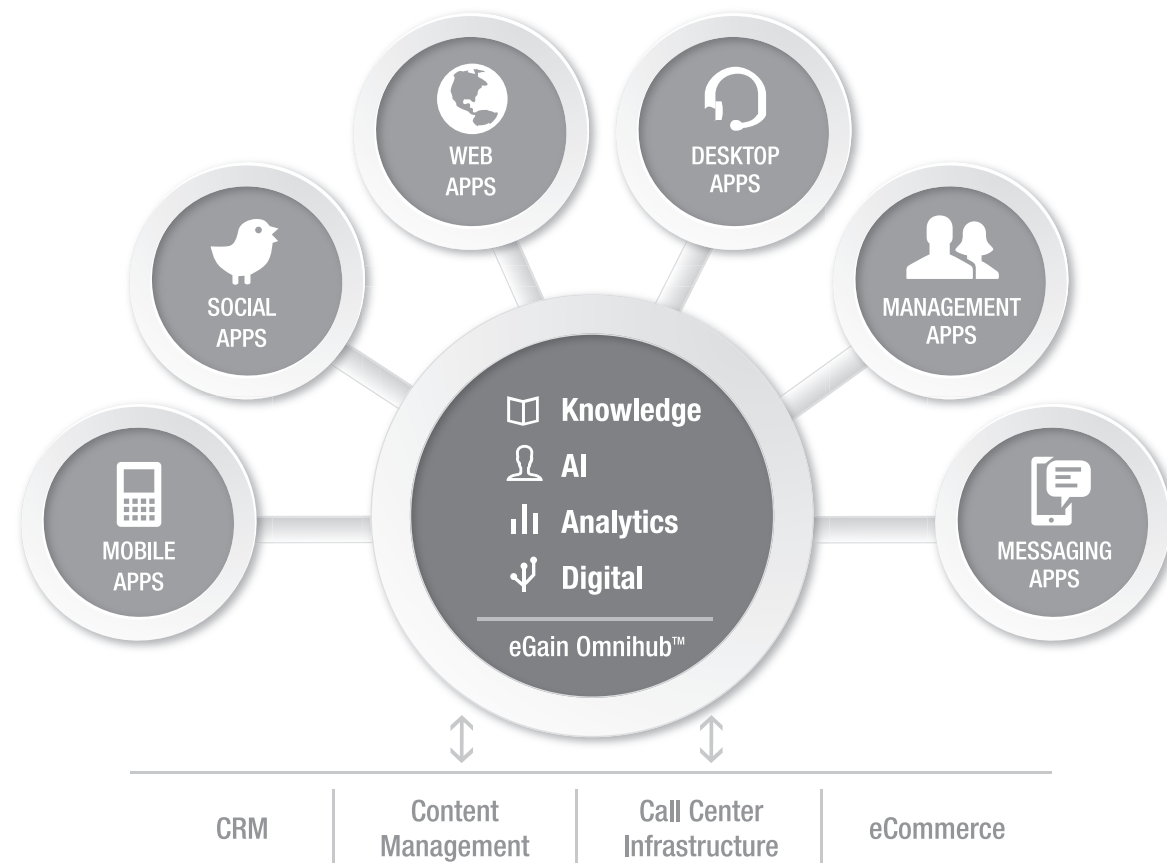 WEB
APPS
DESKTOP
APPS
SOCIAL
APPS
MANAGEMENT
APPS
MOBILE
APPS
MESSAGING
APPS
Knowledge
AI
Analytics
Digital
eGain Omnihub™
CRM
Content
Management
Call Center
Infrastructure
eCommerce